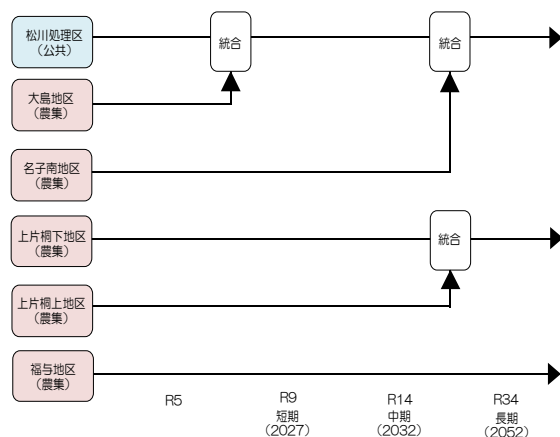 松川処理区
（公共）
統合
統合
大島地区
（農集）
名子南地区
（農集）
上片桐下地区
（農集）
統合
上片桐上地区
（農集）
福与地区
（農集）
R5
R9
短期
（2027）
R14
中期
（2032）
R34
長期
（2052）